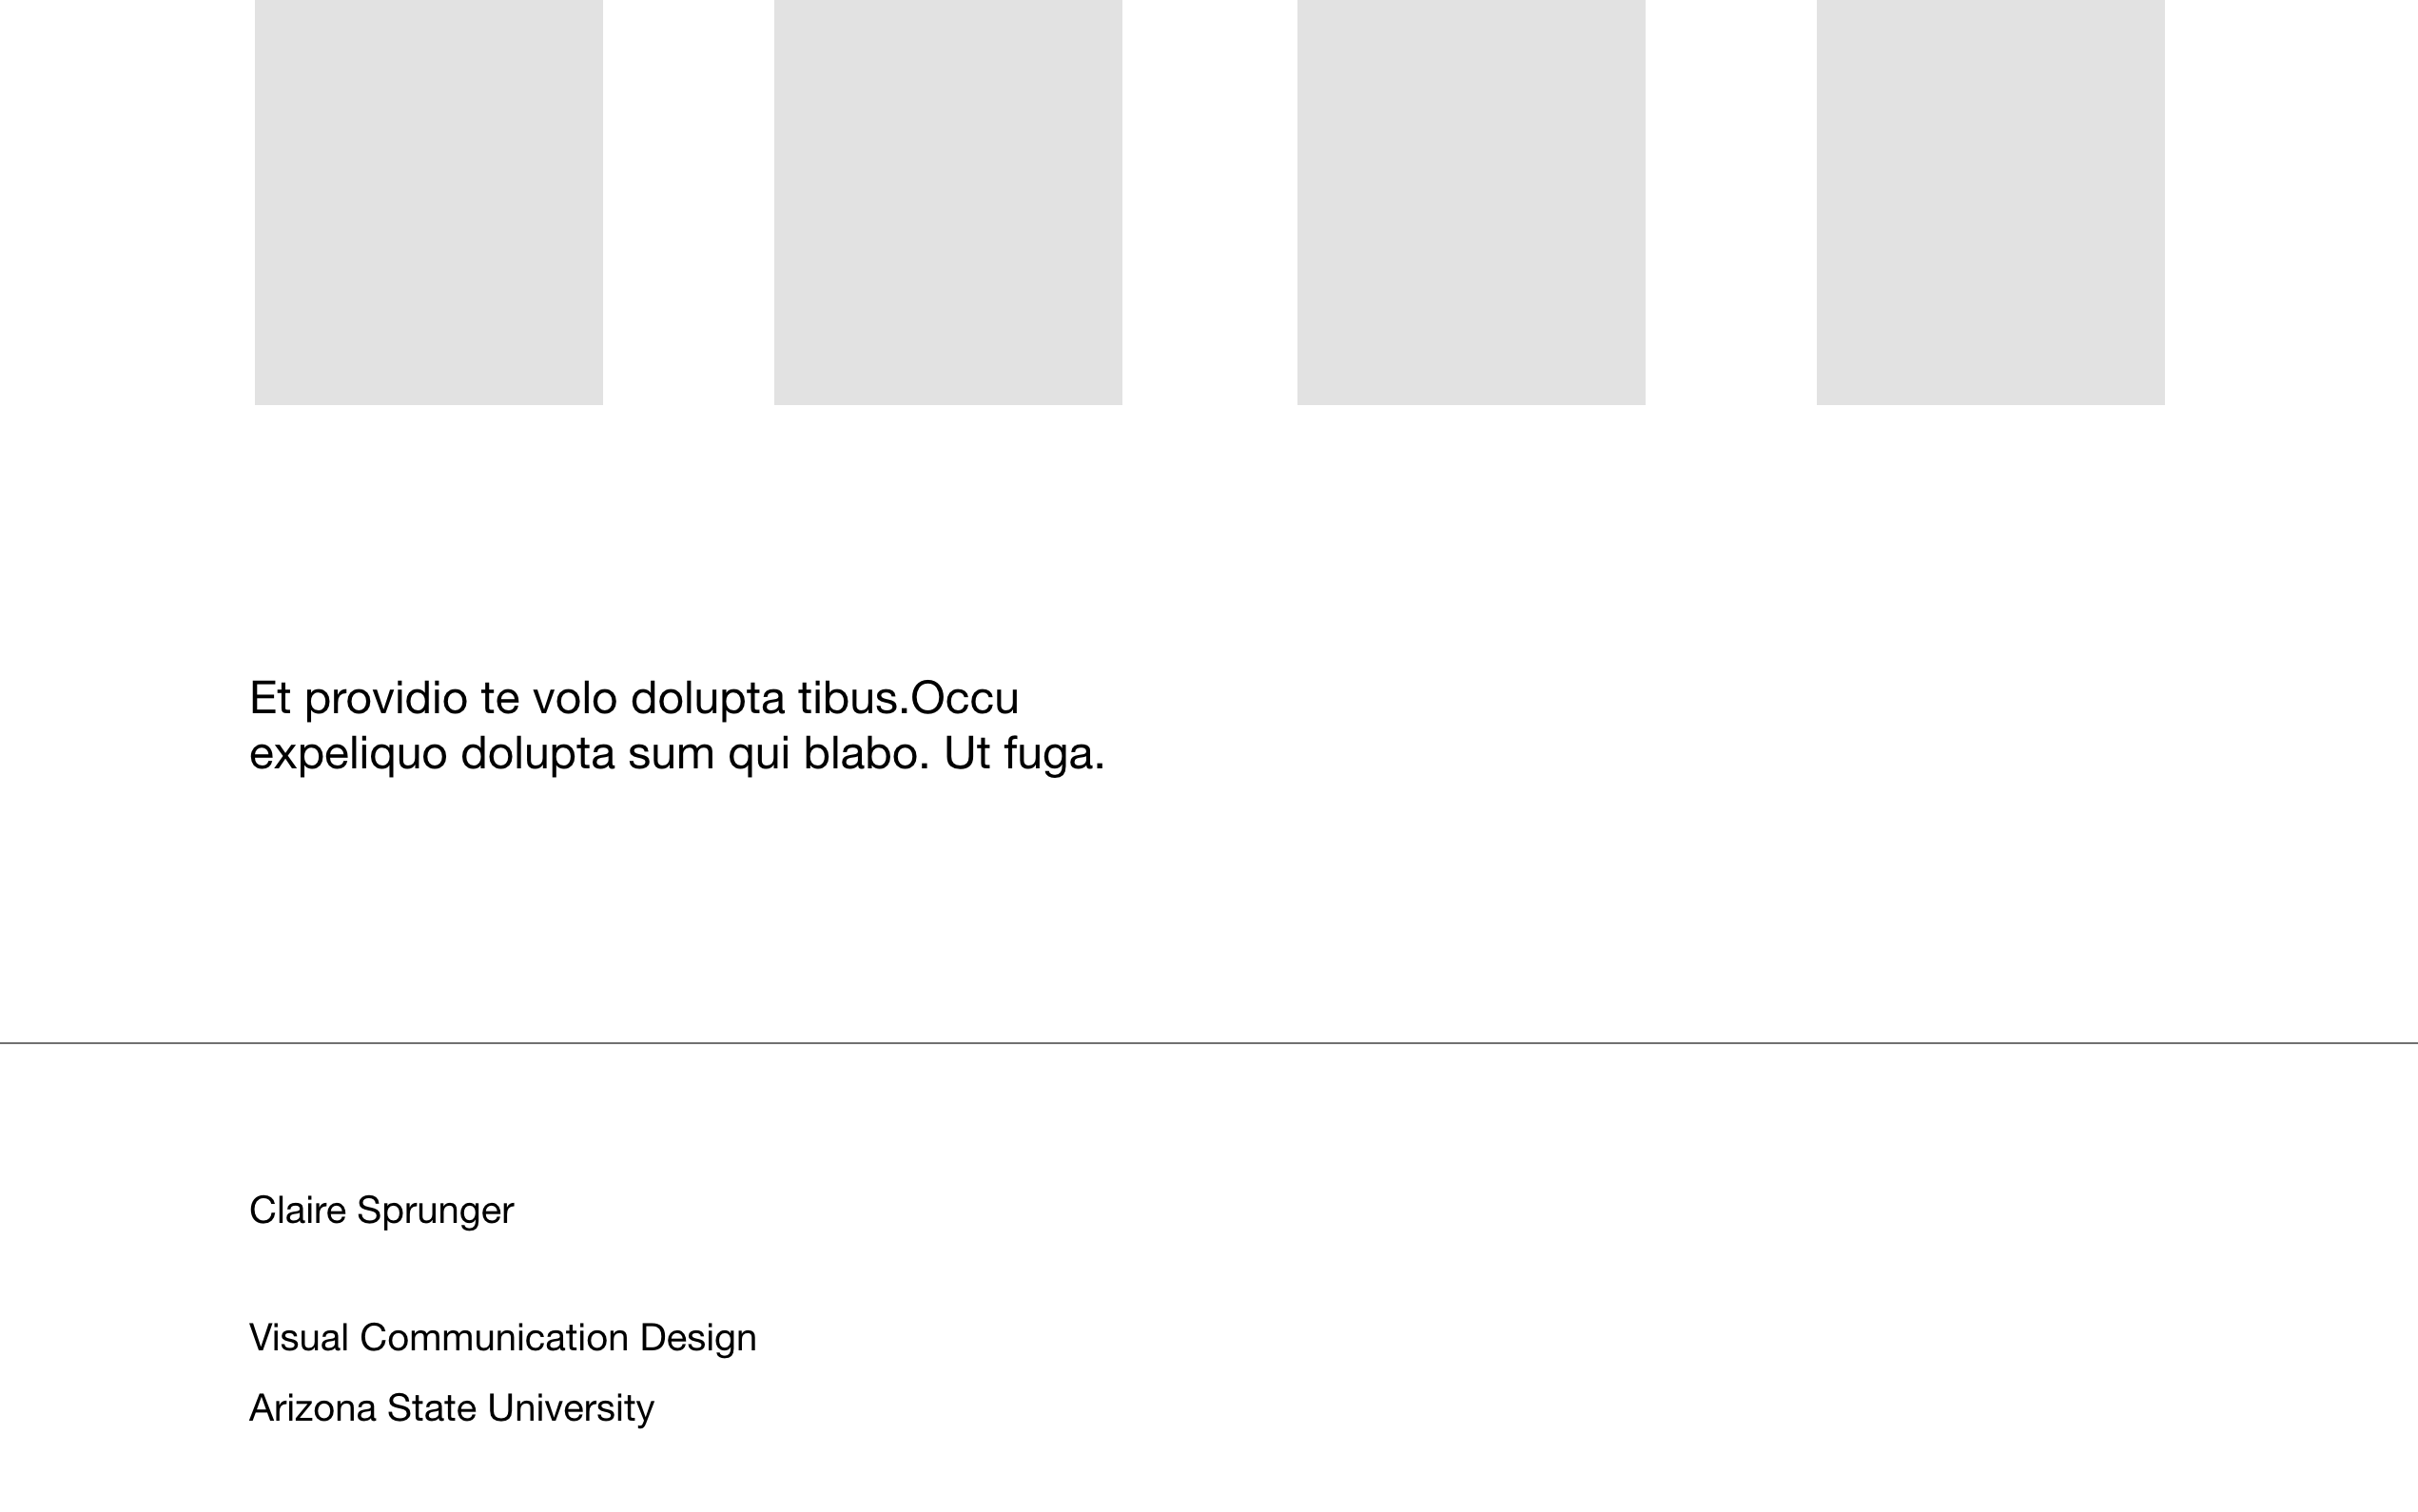 Et providio te volo dolupta tibus.Occu
expeliquo dolupta sum qui blabo. Ut fuga.
Claire Sprunger
Visual Communication Design
Arizona State University